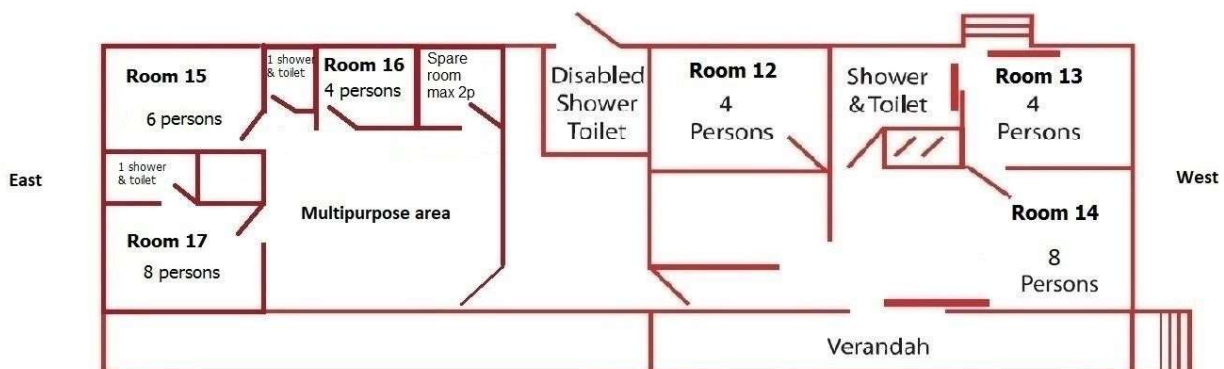 Room 15
6 persons
1 shower
& toilet
Room 16
4 persons
Spare
room
max 2p
Disabled
Shower
Toilet
Room 12
4
Persons
Shower
& Toilet
Room 13
4
Persons
East
West
1 shower
& toilet
Multipurpose area
Room 17
8 persons
Room 14
8
Persons
Verandah